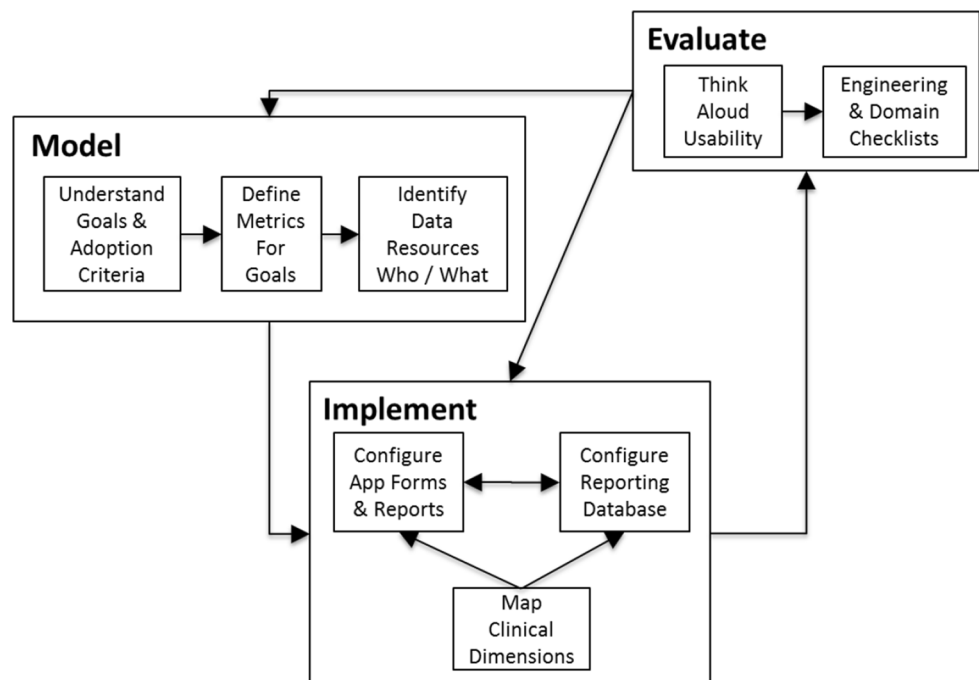 Evaluate
Think
Aloud
Usability
Engineering
& Domain
Checklists
Model
Understand
Goals &
Adoption
Criteria
Define
Metrics
For
Goals
Identify
Data
Resources
Who / What
Implement
Configure
App Forms
& Reports
Configure
Reporting
Database
Map
Clinical
Dimensions